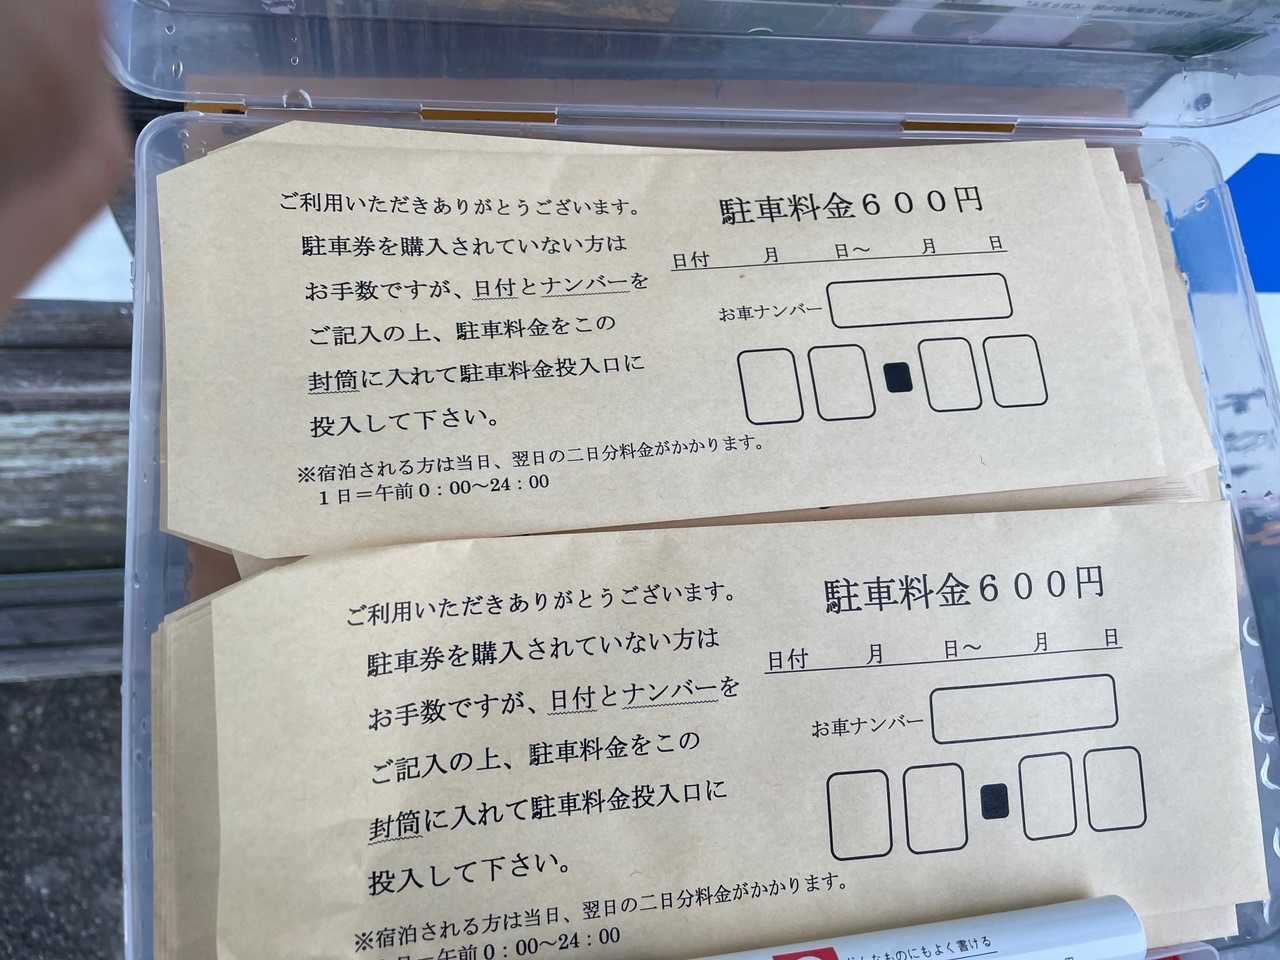 ご利用いただきありがとうございます。
駐車券を購入されていない方は
お手数ですが、日付とナンバーを
ご記入の上、駐車料金をこの
封筒に入れて駐車料金投入口に
投入して下さい。
※宿泊される方は当日、翌日の二日分料金がかかります。
1日＝午前0：00～24：00
駐車料金６００円
日付　　月　　日～　　月　　日
お車ナンバー
ご利用いただきありがとうございます。
駐車券を購入されていない方は
お手数ですが、日付とナンバーを
ご記入の上、駐車料金をこの
封筒に入れて駐車料金投入口に
投入して下さい。
※宿泊される方は当日、翌日の二日分料金がかかります。
日＝午前0：00～24：00
駐車料金６００円
日付　　月　　日～　　月　　日
お車ナンバー
なものにもよく書ける